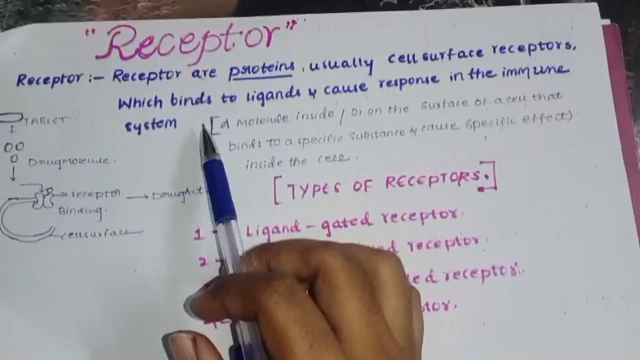 "Receptor"
Receptor :- Receptor are proteins, usually cell surface receptors,
Which binds to ligands & cause response in the immune
system [A molecule inside / or on the surface of a cell that
binds to a specific substance & cause specific effect)
inside the cell.
TABLET
Drug molecule.
receptor → Drug
Binding.
cell surface
[TYPES OF RECEPTORS.]
1 - Ligand-gated receptor.
2 - d receptor.
ed receptor.